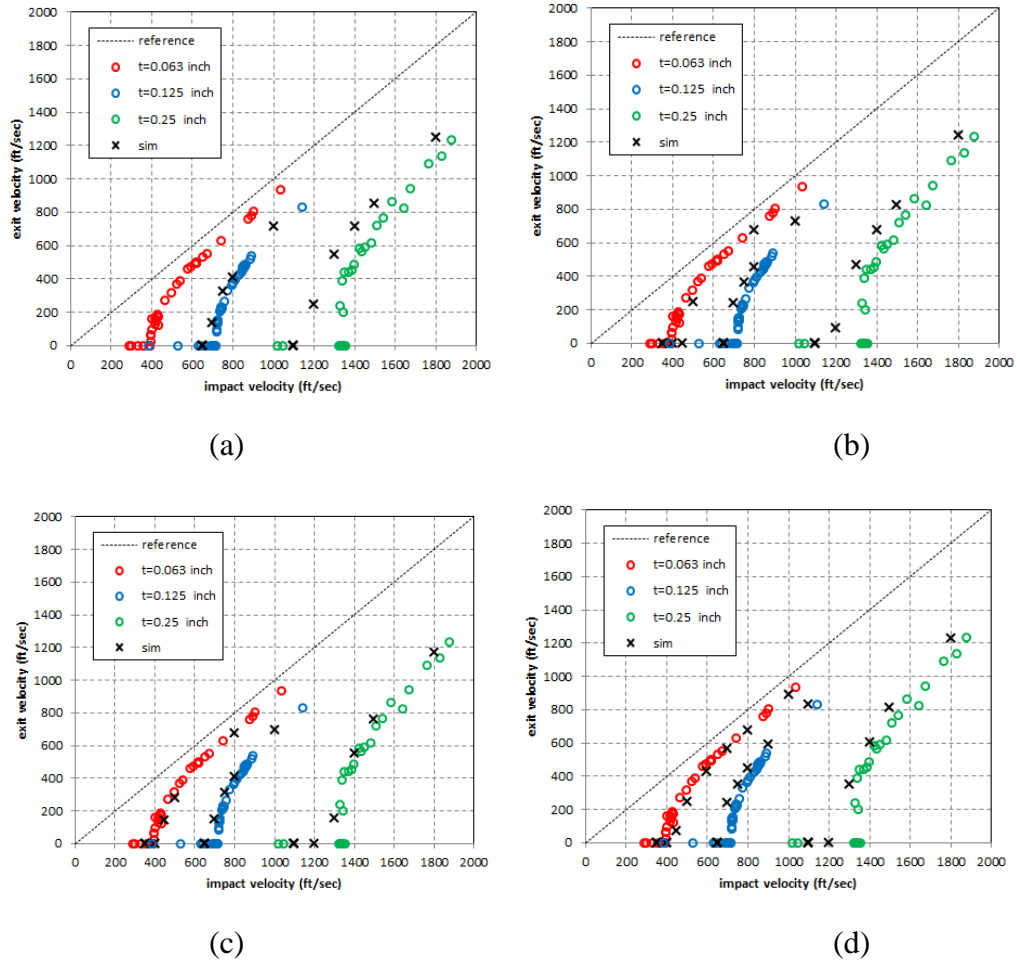 2000
1800
1600
1400
1200
1000
800
600
400
200
0
0 200 400 600 800 1000 1200 1400 1600 1800 2000
exit velocity (ft/sec)
impact velocity (ft/sec)
reference
t=0.063 inch
t=0.125 inch
t=0.25 inch
sim
(a)
2000
1800
1600
1400
1200
1000
800
600
400
200
0
0 200 400 600 800 1000 1200 1400 1600 1800 2000
exit velocity (ft/sec)
impact velocity (ft/sec)
reference
t=0.063 inch
t=0.125 inch
t=0.25 inch
sim
(b)
2000
1800
1600
1400
1200
1000
800
600
400
200
0
0 200 400 600 800 1000 1200 1400 1600 1800 2000
exit velocity (ft/sec)
impact velocity (ft/sec)
reference
t=0.063 inch
t=0.125 inch
t=0.25 inch
sim
(c)
2000
1800
1600
1400
1200
1000
800
600
400
200
0
0 200 400 600 800 1000 1200 1400 1600 1800 2000
exit velocity (ft/sec)
impact velocity (ft/sec)
reference
t=0.063 inch
t=0.125 inch
t=0.25 inch
sim
(d)